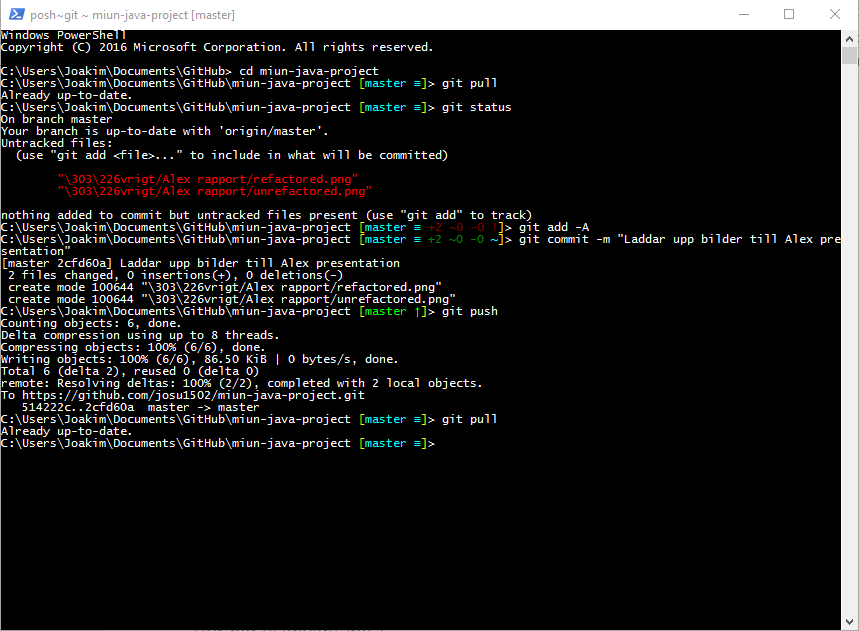 posh~git ~ miun-java-project [master]
Windows PowerShell
Copyright (C) 2016 Microsoft Corporation. All rights reserved.
C:\Users\Joakim\Documents\GitHub> cd miun-java-project
C:\Users\Joakim\Documents\GitHub\miun-java-project [master ≡]> git pull
Already up-to-date.
C:\Users\Joakim\Documents\GitHub\miun-java-project [master ≡]> git status
On branch master
Your branch is up-to-date with 'origin/master'.
Untracked files:
  (use "git add <file>..." to include in what will be committed)
        "\303\226vrigt/Alex rapport/refactored.png"
        "\303\226vrigt/Alex rapport/unrefactored.png"
nothing added to commit but untracked files present (use "git add" to track)
C:\Users\Joakim\Documents\GitHub\miun-java-project [master ≡ +2 ~0 -0 !]> git add -A
C:\Users\Joakim\Documents\GitHub\miun-java-project [master ≡ +2 ~0 -0 ~]> git commit -m "Laddar upp bilder till Alex pre
sentation"
[master 2cfd60a] Laddar upp bilder till Alex presentation
 2 files changed, 0 insertions(+), 0 deletions(-)
 create mode 100644 "\303\226vrigt/Alex rapport/refactored.png"
 create mode 100644 "\303\226vrigt/Alex rapport/unrefactored.png"
C:\Users\Joakim\Documents\GitHub\miun-java-project [master ↑]> git push
Counting objects: 6, done.
Delta compression using up to 8 threads.
Compressing objects: 100% (6/6), done.
Writing objects: 100% (6/6), 86.50 KiB | 0 bytes/s, done.
Total 6 (delta 2), reused 0 (delta 0)
remote: Resolving deltas: 100% (2/2), completed with 2 local objects.
To https://github.com/josu1502/miun-java-project.git
   514222c..2cfd60a  master -> master
C:\Users\Joakim\Documents\GitHub\miun-java-project [master ≡]> git pull
Already up-to-date.
C:\Users\Joakim\Documents\GitHub\miun-java-project [master ≡]>